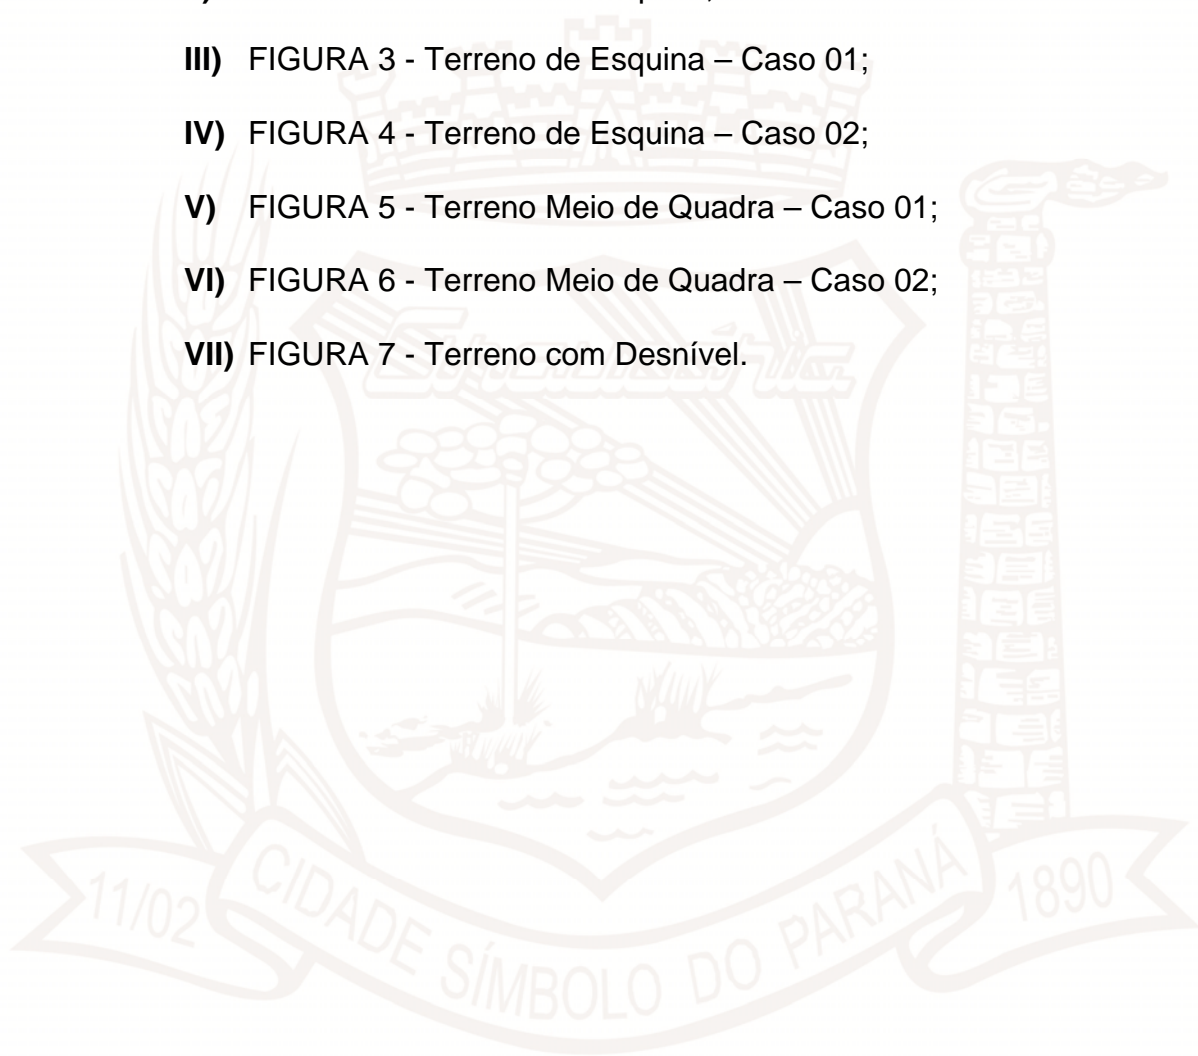 III) FIGURA 3 - Terreno de Esquina – Caso 01;
IV) FIGURA 4 - Terreno de Esquina – Caso 02;
V) FIGURA 5 - Terreno Meio de Quadra – Caso 01;
VI) FIGURA 6 - Terreno Meio de Quadra – Caso 02;
VII) FIGURA 7 - Terreno com Desnível.
11/02
CIDADE SÍMBOLO DO PARANÁ
1890